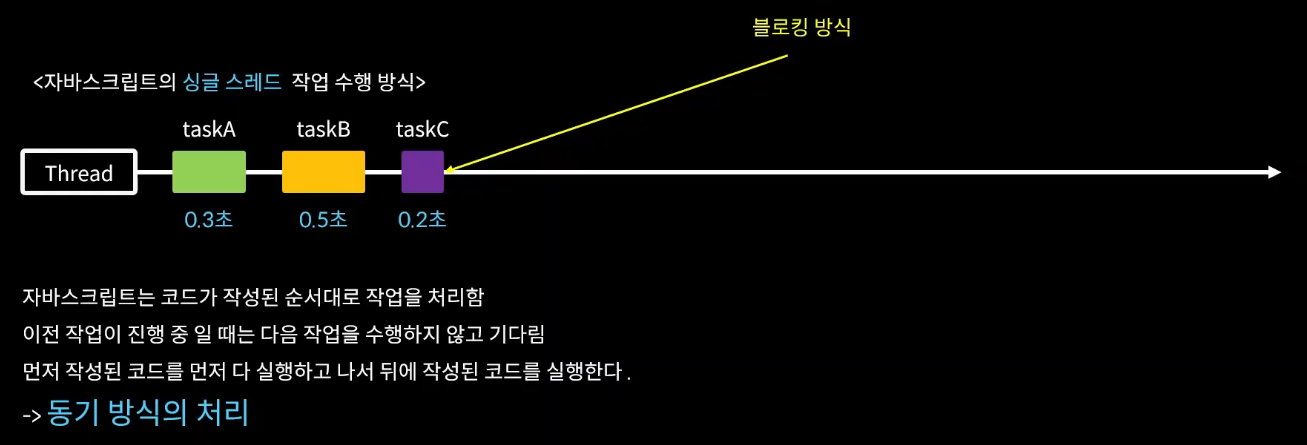 블로킹 방식
<자바스크립트의 싱글 스레드 작업 수행 방식>
taskA taskB taskC
Thread
0.3초 0.5초 0.2초
자바스크립트는 코드가 작성된 순서대로 작업을 처리함
이전 작업이 진행 중 일 때는 다음 작업을 수행하지 않고 기다림
먼저 작성된 코드를 먼저 다 실행하고 나서 뒤에 작성된 코드를 실행한다 .
-> 동기 방식의 처리